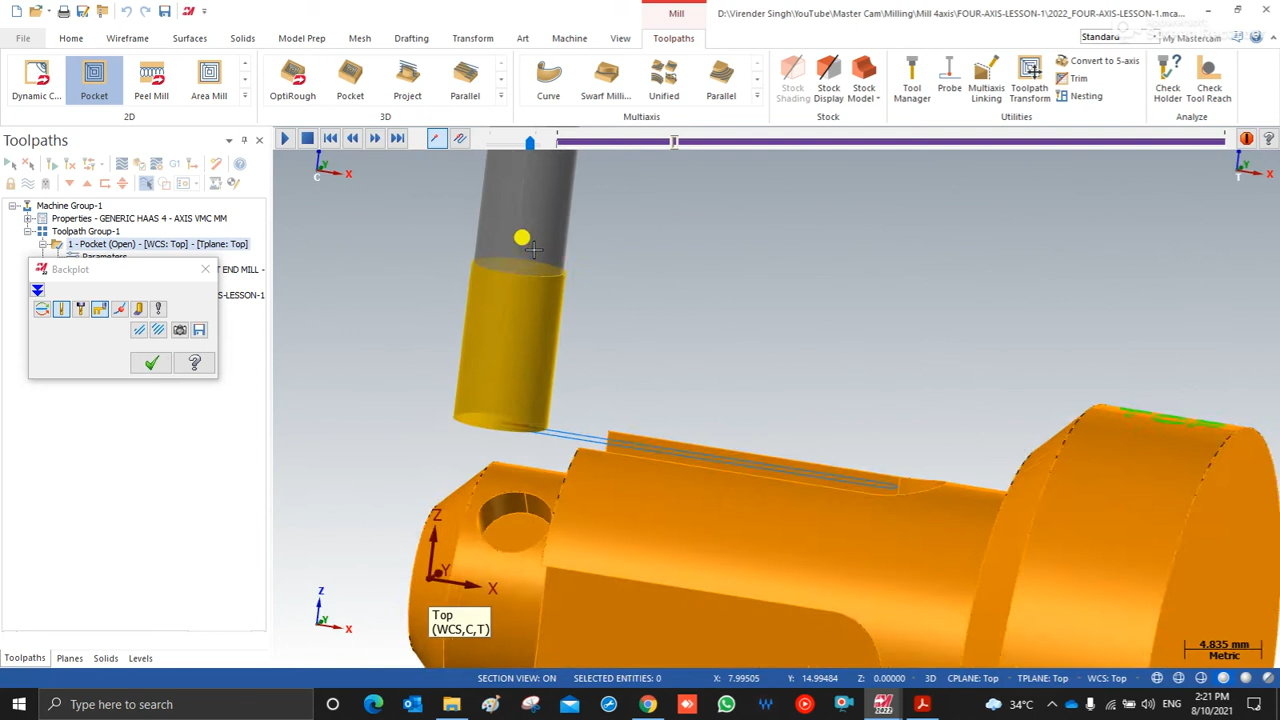 Mill
D:\Virender Singh\YouTube\Master Cam\Milling\Mill 4axis\FOUR-AXIS-LESSON-1\2022_FOUR-AXIS-LESSON-1.mca...
File Home Wireframe Surfaces Solids Model Prep Mesh Drafting Transform Art Machine View Toolpaths
Standard My Mastercam
Dynamic C... Pocket Peel Mill Area Mill
OptiRough Pocket Project Parallel
Curve Swarf Milli... Unified Parallel
Stock Shading Stock Display Stock Model
Tool Manager Probe Multiaxis Linking Toolpath Transform
Convert to 5-axis
Trim
Nesting
Check Holder Check Tool Reach
2D 3D Multiaxis Stock Utilities Analyze
Toolpaths
G1
Machine Group-1
Properties - GENERIC HAAS 4 - AXIS VMC MM
Toolpath Group-1
1 - Pocket (Open) - [WCS: Top] - [Tplane: Top]
Parameters
T END MILL -
S-LESSON-1
Backplot
C
X
Y
T
X
Y
Z
Y
X
Top
(WCS,C,T)
Z
Y
X
4.835 mm
Metric
Toolpaths Planes Solids Levels
SECTION VIEW: ON SELECTED ENTITIES: 0 X: 7.99505 Y: 14.99484 Z: 0.00000 3D CPLANE: Top TPLANE: Top WCS: Top
Type here to search
34°C
ENG
2:21 PM
8/10/2021